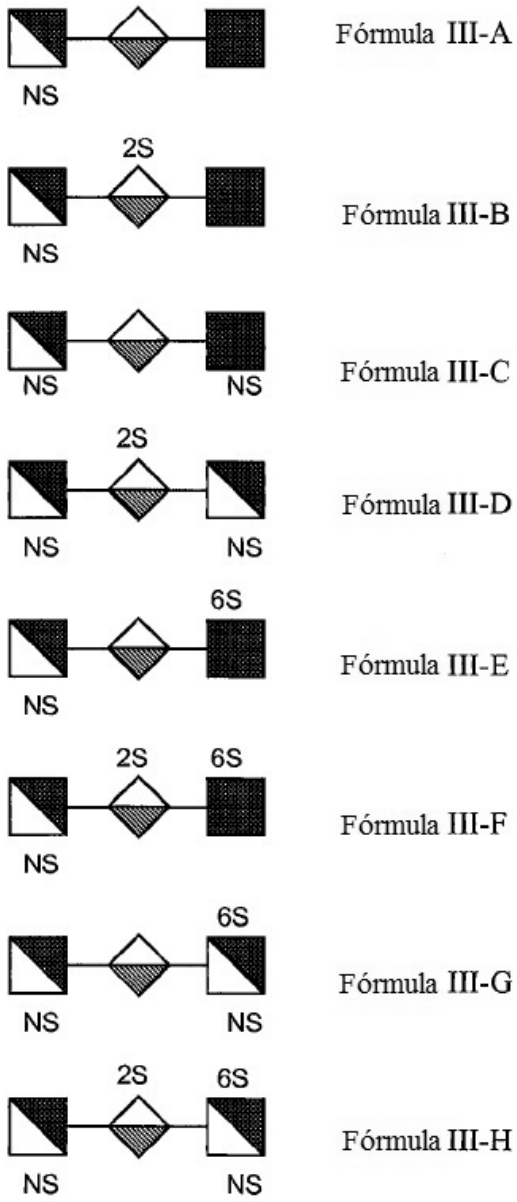 Fórmula III-A
NS
2S
Fórmula III-B
NS
Fórmula III-C
NS NS
2S
Fórmula III-D
NS NS
6S
Fórmula III-E
NS
2S 6S
Fórmula III-F
NS
6S
Fórmula III-G
NS NS
2S 6S
Fórmula III-H
NS NS